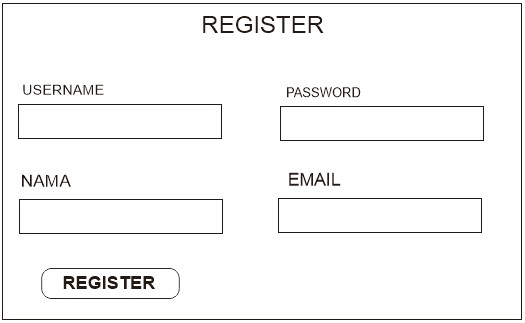 REGISTER
USERNAME
PASSWORD
NAMA
EMAIL
REGISTER